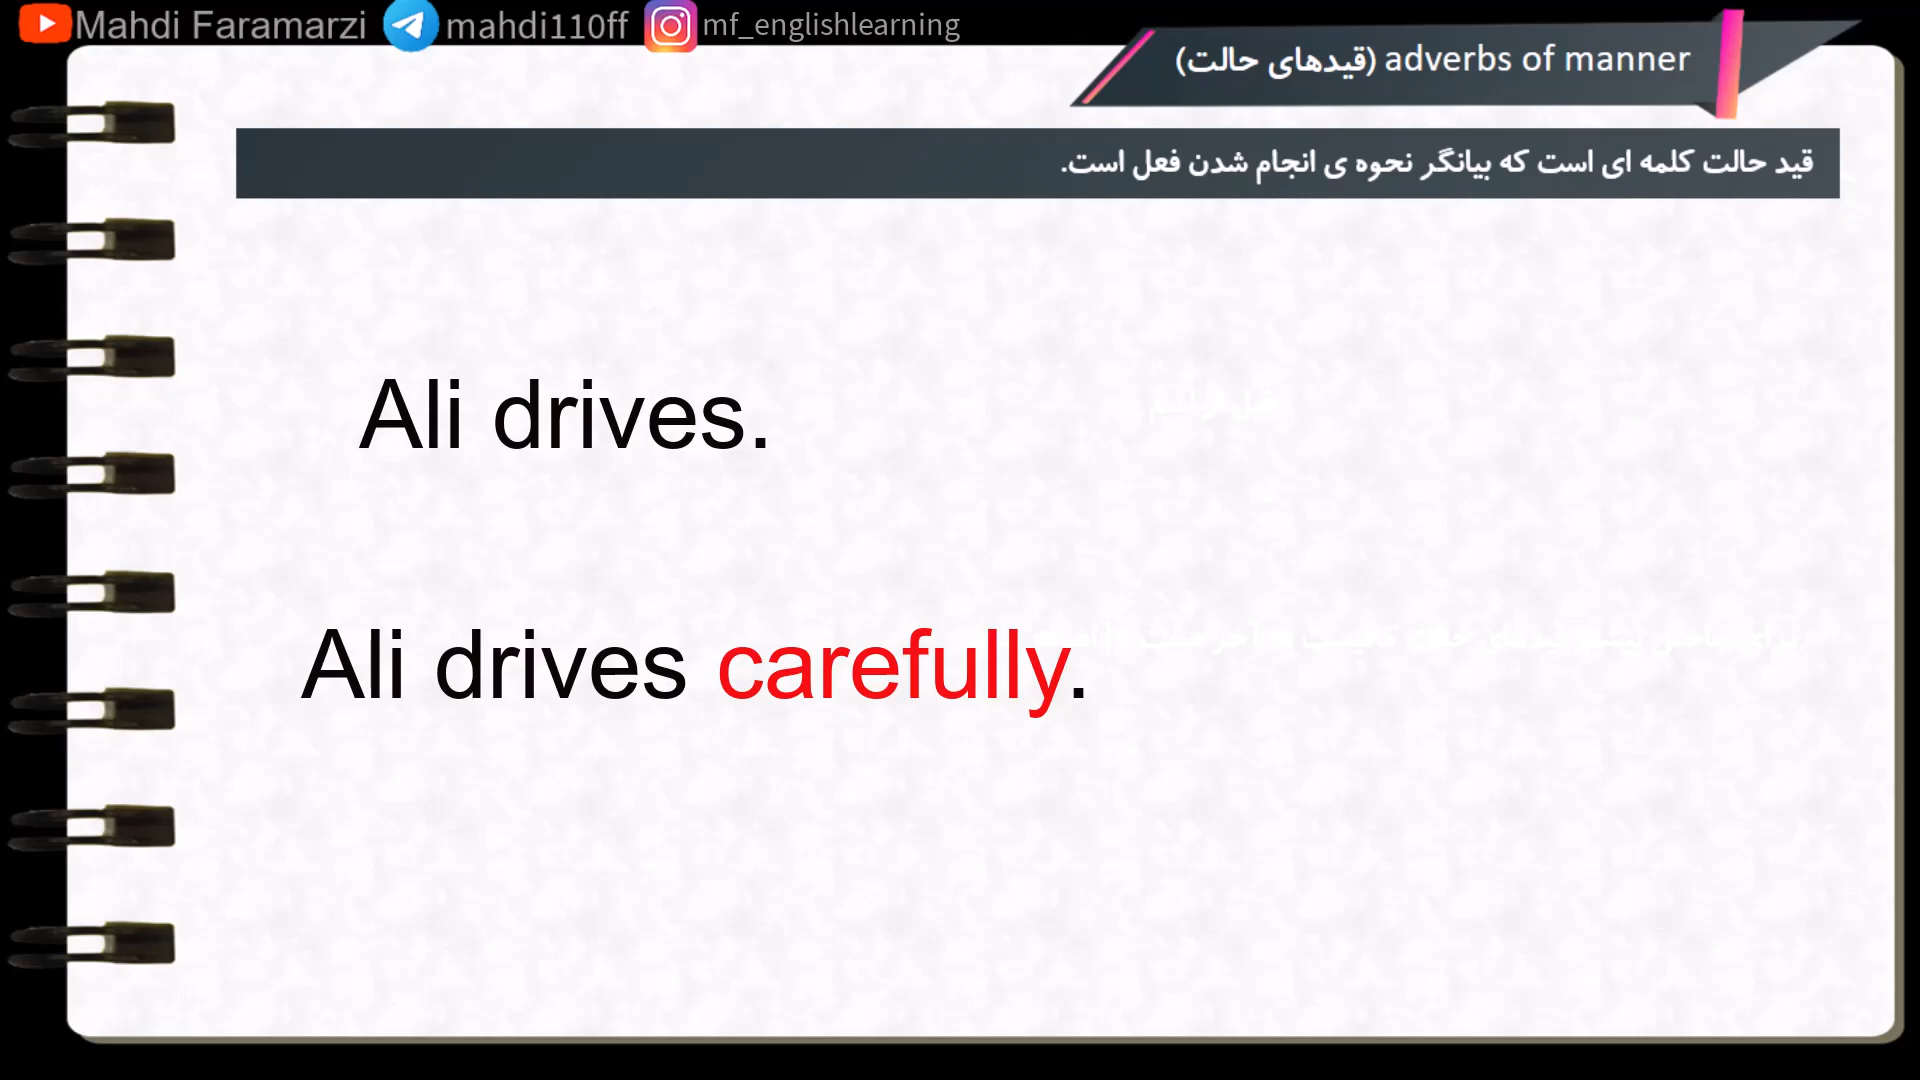 Mahdi Faramarzi mahdi110ff mf_englishlearning
adverbs of manner (قیدهای حالت)
قید حالت کلمه ای است که بیانگر نحوه ی انجام شدن فعل است.
Ali drives.
Ali drives carefully.